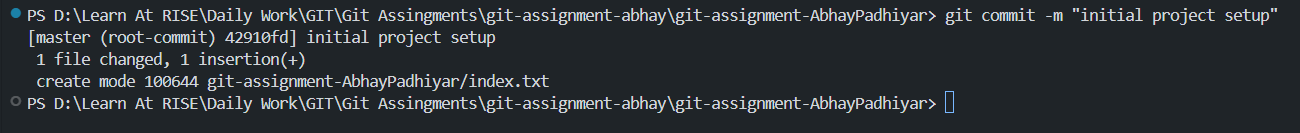 PS D:\Learn At RISE\Daily Work\GIT\Git Assingments\git-assignment-abhay\git-assignment-AbhayPadhiyar> git commit -m "initial project setup"
[master (root-commit) 42910fd] initial project setup
 1 file changed, 1 insertion(+)
 create mode 100644 git-assignment-AbhayPadhiyar/index.txt
PS D:\Learn At RISE\Daily Work\GIT\Git Assingments\git-assignment-abhay\git-assignment-AbhayPadhiyar>